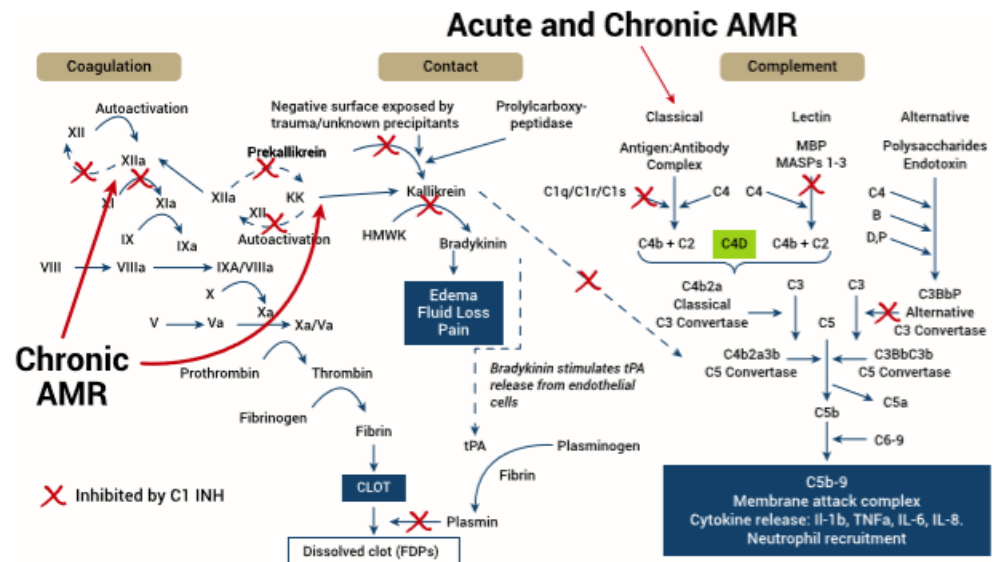 Acute and Chronic AMR
Coagulation
Contact
Complement
Autoactivation
XII
XIIa
XI
XIa
IX
IXa
VIII
VIIIa
IXA/VIIIa
X
Xa
V
Va
Xa/Va
Prothrombin
Thrombin
Fibrinogen
Fibrin
CLOT
Dissolved clot (FDPs)
Chronic
AMR
Inhibited by C1 INH
Negative surface exposed by
trauma/unknown precipitants
Prolylcarboxy-
peptidase
Prekallikrein
XIIa
KK
XII
Autoactivation
Kallikrein
HMWK
Bradykinin
Edema
Fluid Loss
Pain
Bradykinin stimulates tPA
release from endothelial
cells
tPA
Plasminogen
Fibrin
Plasmin
Classical
Lectin
Alternative
Antigen:Antibody
Complex
MBP
MASPs 1-3
Polysaccharides
Endotoxin
C1q/C1r/C1s
C4
C4
C4
B
D,P
C4b + C2
C4D
C4b + C2
C4b2a
Classical
C3 Convertase
C3
C3
C3BbP
Alternative
C3 Convertase
C5
C4b2a3b
C5 Convertase
C3BbC3b
C5 Convertase
C5a
C5b
C6-9
C5b-9
Membrane attack complex
Cytokine release: Il-1b, TNFa, IL-6, IL-8.
Neutrophil recruitment